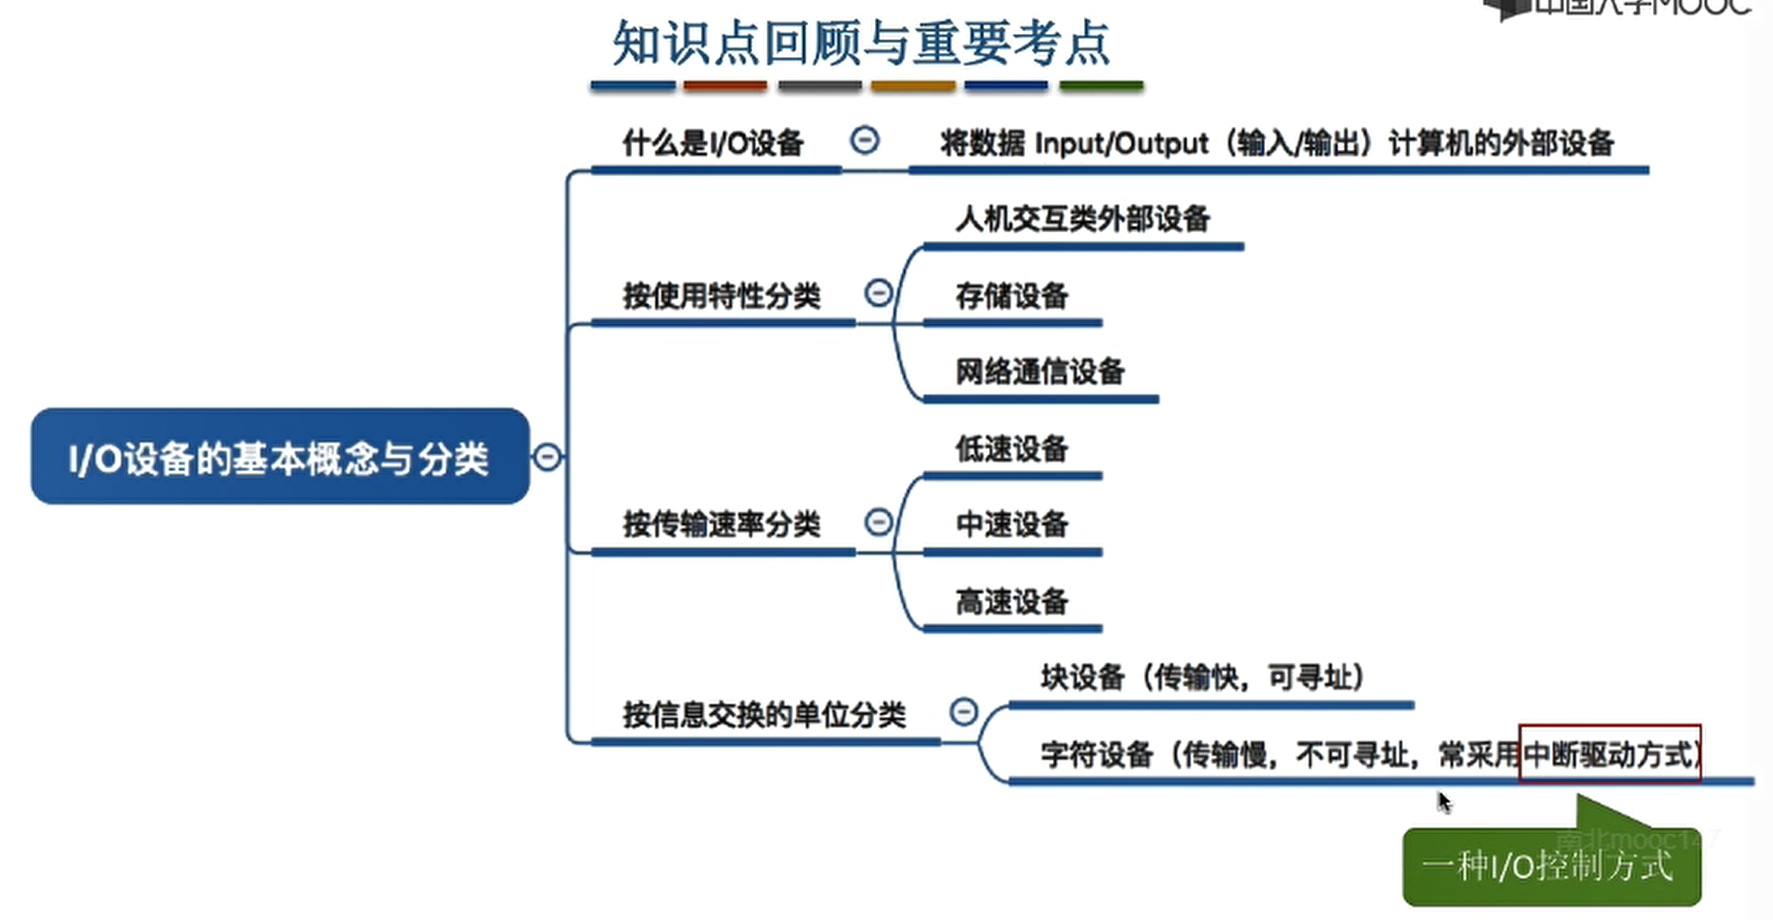 中国大学MOOC
知识点回顾与重要考点
什么是I/O设备
将数据 Input/Output（输入/输出）计算机的外部设备
人机交互类外部设备
按使用特性分类
存储设备
网络通信设备
I/O设备的基本概念与分类
低速设备
按传输速率分类
中速设备
高速设备
块设备（传输快，可寻址）
按信息交换的单位分类
字符设备（传输慢，不可寻址，常采用中断驱动方式）
一种I/O控制方式